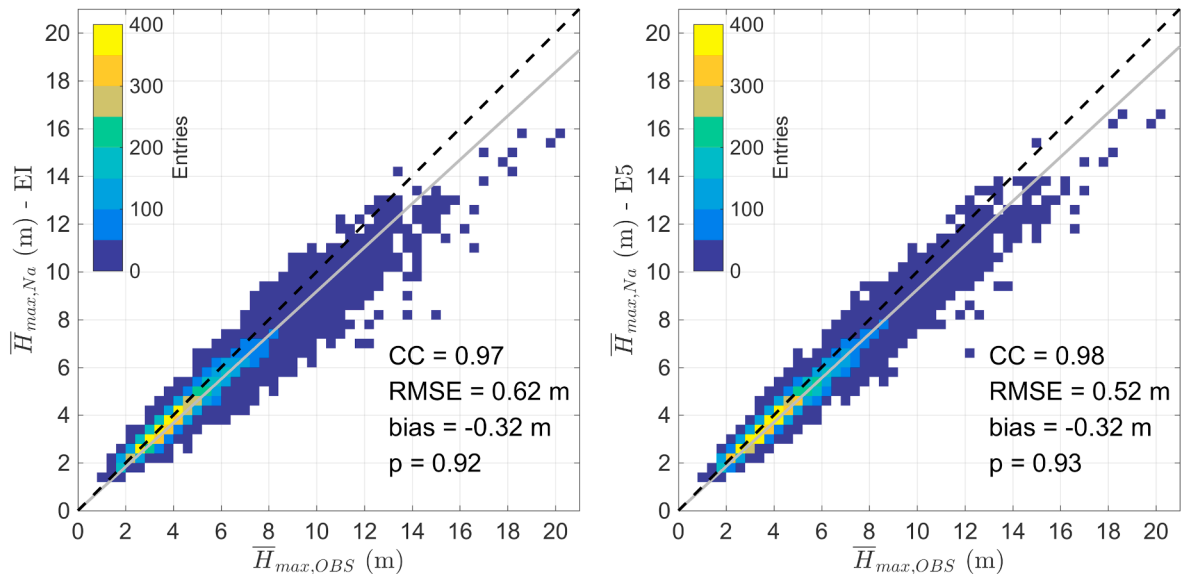 20
18
16
14
12
10
8
6
4
2
0
H̅max,Na (m) - EI
400
300
200
100
0
Entries
CC = 0.97
RMSE = 0.62 m
bias = -0.32 m
p = 0.92
0 2 4 6 8 10 12 14 16 18 20
H̅max,OBS (m)
20
18
16
14
12
10
8
6
4
2
0
H̅max,Na (m) - E5
400
300
200
100
0
Entries
CC = 0.98
RMSE = 0.52 m
bias = -0.32 m
p = 0.93
0 2 4 6 8 10 12 14 16 18 20
H̅max,OBS (m)